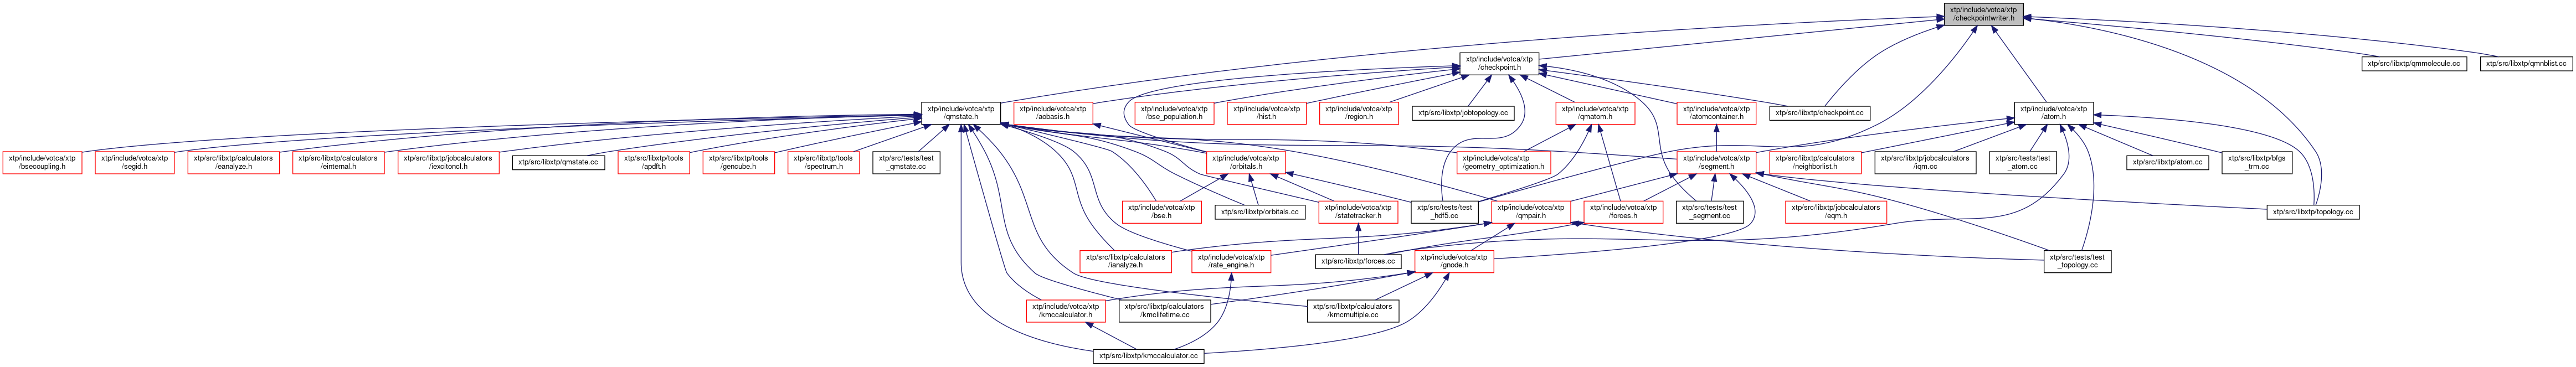 xtp/include/votca/xtp
/checkpointwriter.h
xtp/include/votca/xtp
/checkpoint.h
xtp/src/libxtp/qmmolecule.cc
xtp/src/libxtp/qmnblist.cc
xtp/include/votca/xtp
/qmstate.h
xtp/include/votca/xtp
/aobasis.h
xtp/include/votca/xtp
/bse_population.h
xtp/include/votca/xtp
/hist.h
xtp/include/votca/xtp
/region.h
xtp/src/libxtp/jobtopology.cc
xtp/include/votca/xtp
/qmatom.h
xtp/include/votca/xtp
/atomcontainer.h
xtp/src/libxtp/checkpoint.cc
xtp/include/votca/xtp
/atom.h
xtp/include/votca/xtp
/bsecoupling.h
xtp/include/votca/xtp
/segid.h
xtp/src/libxtp/calculators
/eanalyze.h
xtp/src/libxtp/calculators
/einternal.h
xtp/src/libxtp/jobcalculators
/iexcitoncl.h
xtp/src/libxtp/qmstate.cc
xtp/src/libxtp/tools
/apdft.h
xtp/src/libxtp/tools
/gencube.h
xtp/src/libxtp/tools
/spectrum.h
xtp/src/tests/test
_qmstate.cc
xtp/include/votca/xtp
/orbitals.h
xtp/include/votca/xtp
/geometry_optimization.h
xtp/include/votca/xtp
/segment.h
xtp/src/libxtp/calculators
/neighborlist.h
xtp/src/libxtp/jobcalculators
/iqm.cc
xtp/src/tests/test
_atom.cc
xtp/src/libxtp/atom.cc
xtp/src/libxtp/bfgs
_trm.cc
xtp/include/votca/xtp
/bse.h
xtp/src/libxtp/orbitals.cc
xtp/include/votca/xtp
/statetracker.h
xtp/src/tests/test
_hdf5.cc
xtp/include/votca/xtp
/qmpair.h
xtp/include/votca/xtp
/forces.h
xtp/src/tests/test
_segment.cc
xtp/src/libxtp/jobcalculators
/eqm.h
xtp/src/libxtp/topology.cc
xtp/src/libxtp/calculators
/ianalyze.h
xtp/include/votca/xtp
/rate_engine.h
xtp/src/libxtp/forces.cc
xtp/include/votca/xtp
/gnode.h
xtp/src/tests/test
_topology.cc
xtp/include/votca/xtp
/kmccalculator.h
xtp/src/libxtp/calculators
/kmclifetime.cc
xtp/src/libxtp/calculators
/kmcmultiple.cc
xtp/src/libxtp/kmccalculator.cc